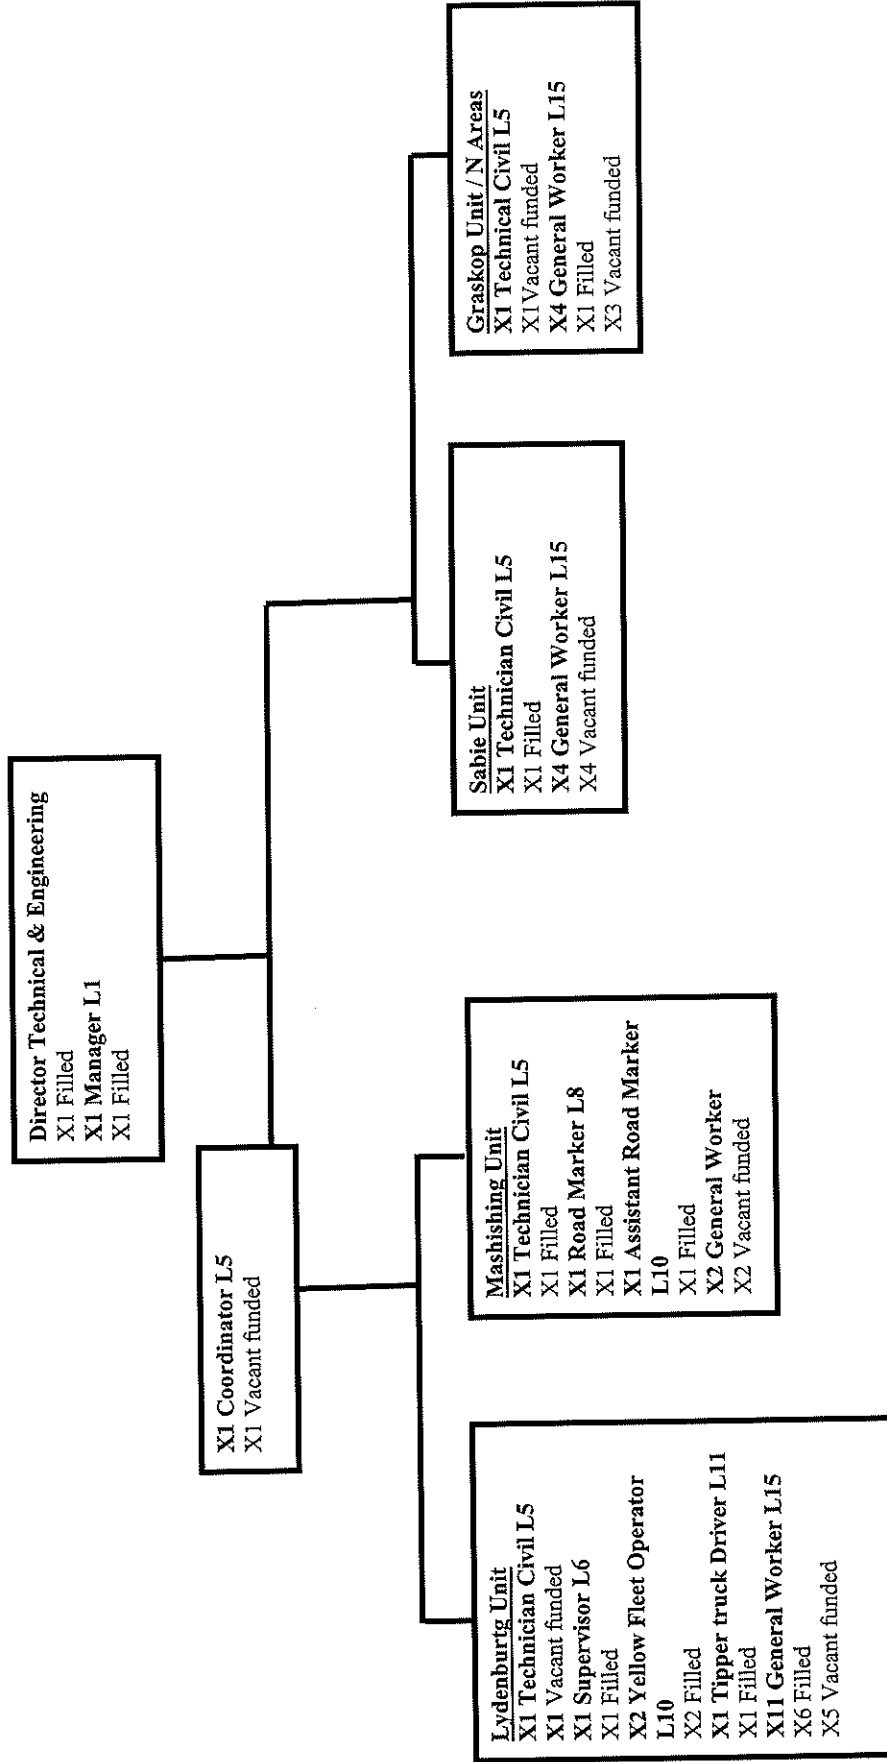 Director Technical & Engineering
X1 Filled
X1 Manager L1
X1 Filled
X1 Coordinator L5
X1 Vacant funded
Lydenburtg Unit
X1 Technician Civil L5
X1 Vacant funded
X1 Supervisor L6
X1 Filled
X2 Yellow Fleet Operator
L10
X2 Filled
X1 Tipper truck Driver L11
X1 Filled
X11 General Worker L15
X6 Filled
X5 Vacant funded
Mashishing Unit
X1 Technician Civil L5
X1 Filled
X1 Road Marker L8
X1 Filled
X1 Assistant Road Marker
L10
X1 Filled
X2 General Worker
X2 Vacant funded
Sabie Unit
X1 Technician Civil L5
X1 Filled
X4 General Worker L15
X4 Vacant funded
Graskop Unit / N Areas
X1 Technical Civil L5
X1Vacant funded
X4 General Worker L15
X1 Filled
X3 Vacant funded